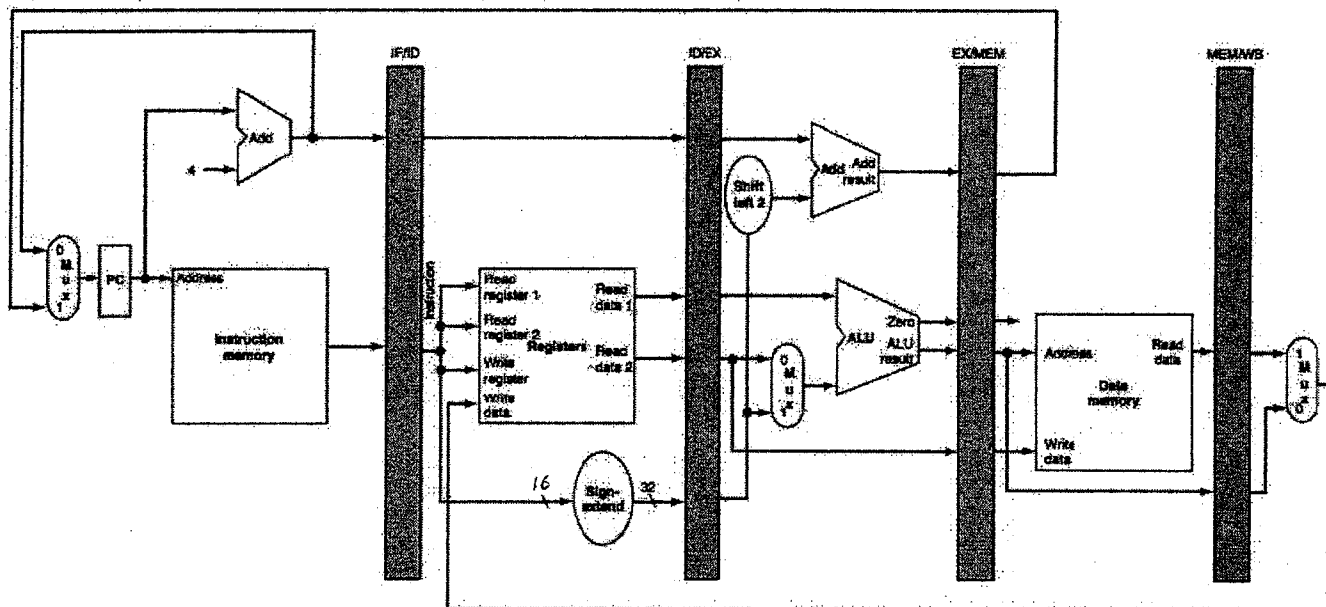 IF/ID
ID/EX
EX/MEM
MEM/WB
Add
4
Shift
left 2
Add
Add
result
0
M
u
x
1
PC
Address
Instruction
memory
Instruction
Read
register 1
Read
register 2
Write
register
Write
data
Registers
Read
data 1
Read
data 2
0
M
u
x
1
Zero
ALU
ALU
result
Address
Read
data
Data
memory
Write
data
1
M
u
x
0
16
Sign-
extend
32